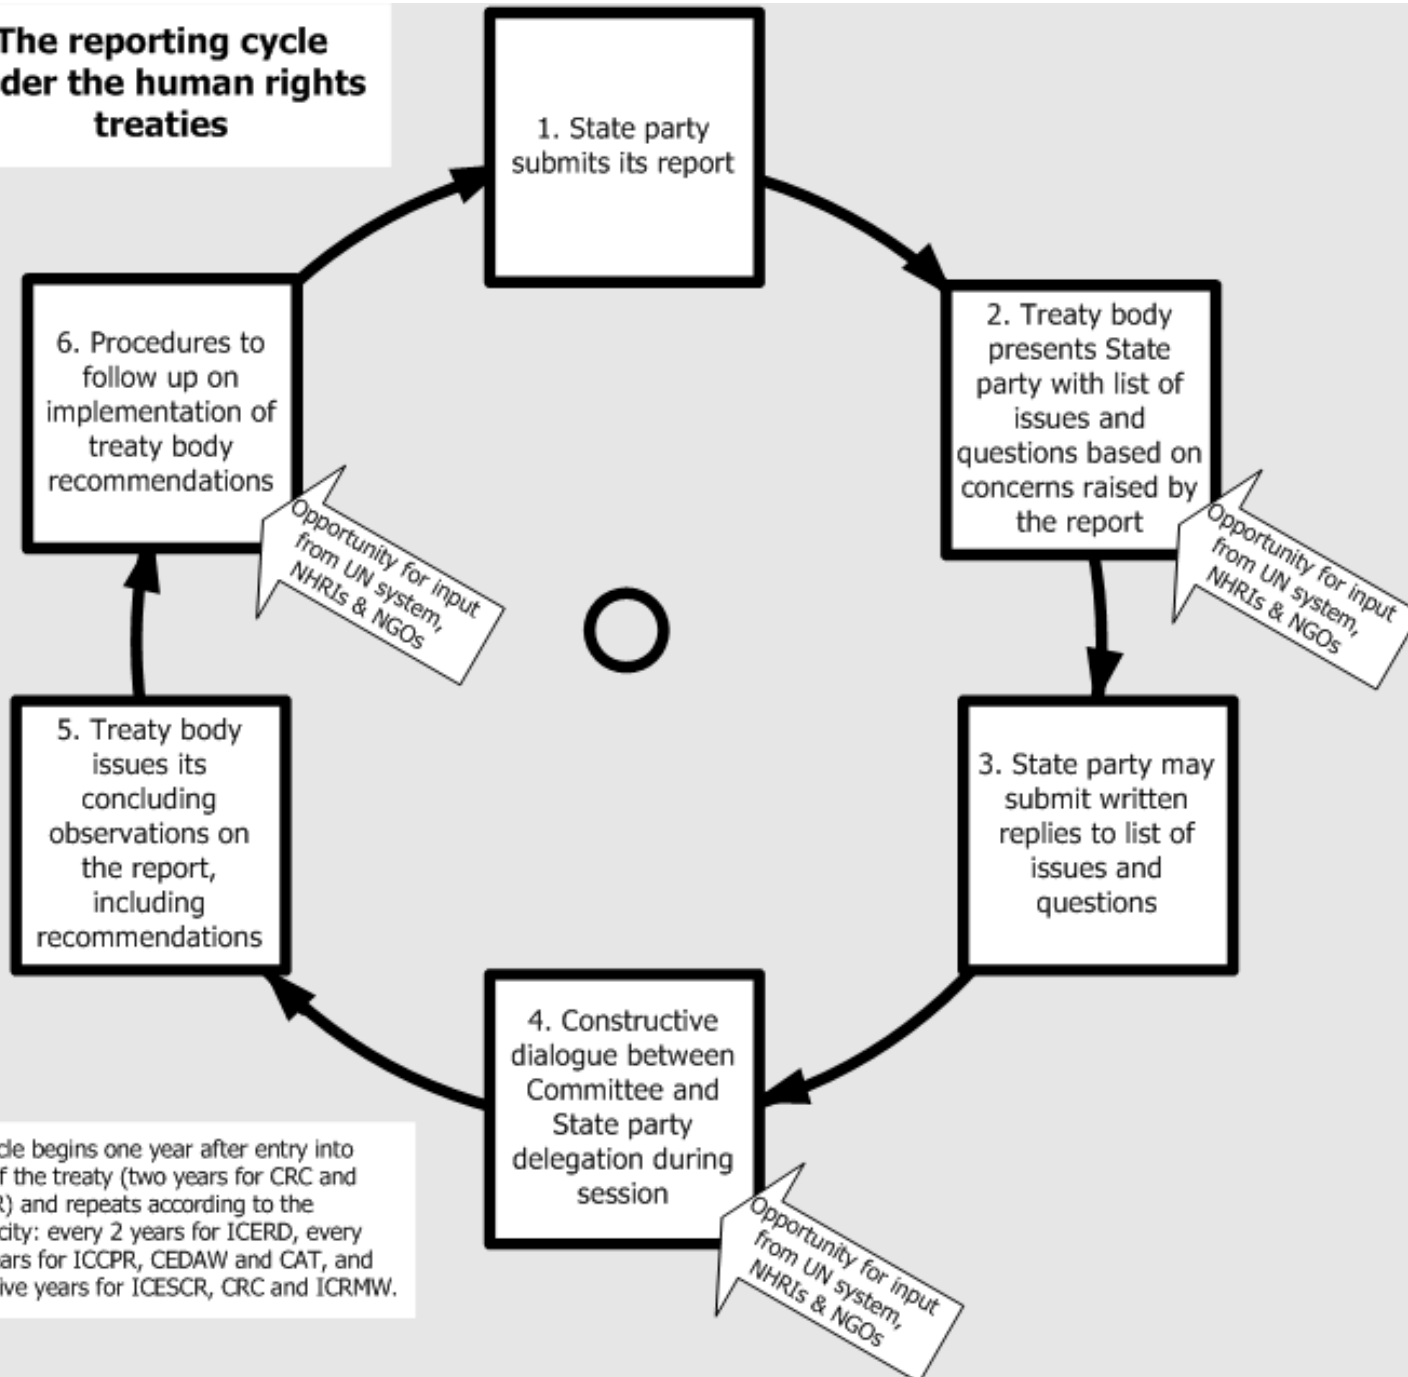 The reporting cycle
der the human rights
treaties
1. State party
submits its report
2. Treaty body
presents State
party with list of
issues and
questions based on
concerns raised by
the report
Opportunity for input
from UN system,
NHRIs & NGOs
3. State party may
submit written
replies to list of
issues and
questions
4. Constructive
dialogue between
Committee and
State party
delegation during
session
Opportunity for input
from UN system,
NHRIs & NGOs
5. Treaty body
issues its
concluding
observations on
the report,
including
recommendations
6. Procedures to
follow up on
implementation of
treaty body
recommendations
Opportunity for input
from UN system,
NHRIs & NGOs
cle begins one year after entry into
f the treaty (two years for CRC and
R) and repeats according to the
city: every 2 years for ICERD, every
ars for ICCPR, CEDAW and CAT, and
ive years for ICESCR, CRC and ICRMW.